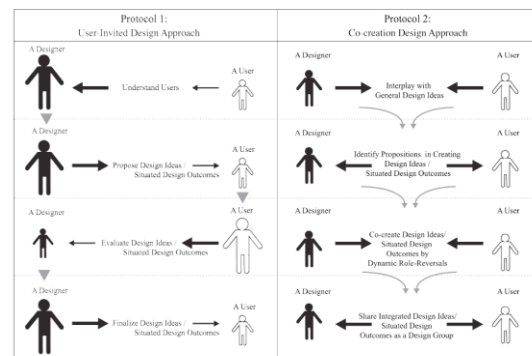 Protocol 1:
User-Invited Design Approach
Protocol 2:
Co-creation Design Approach
A Designer
Understand Users
A User
A Designer
Interplay with
General Design Ideas
A User
A Designer
Propose Design Ideas /
Situated Design Outcomes
A User
A Designer
Identify Propositions in Creating
Design Ideas /
Situated Design Outcomes
A User
A Designer
Evaluate Design Ideas /
Situated Design Outcomes
A User
A Designer
Co-create Design Ideas/
Situated Design
Outcomes by
Dynamic Role-Reversals
A User
A Designer
Finalize Design Ideas /
Situated Design Outcomes
A User
A Designer
Share Integrated Design Ideas/
Situated Design
Outcomes as a Design Group
A User